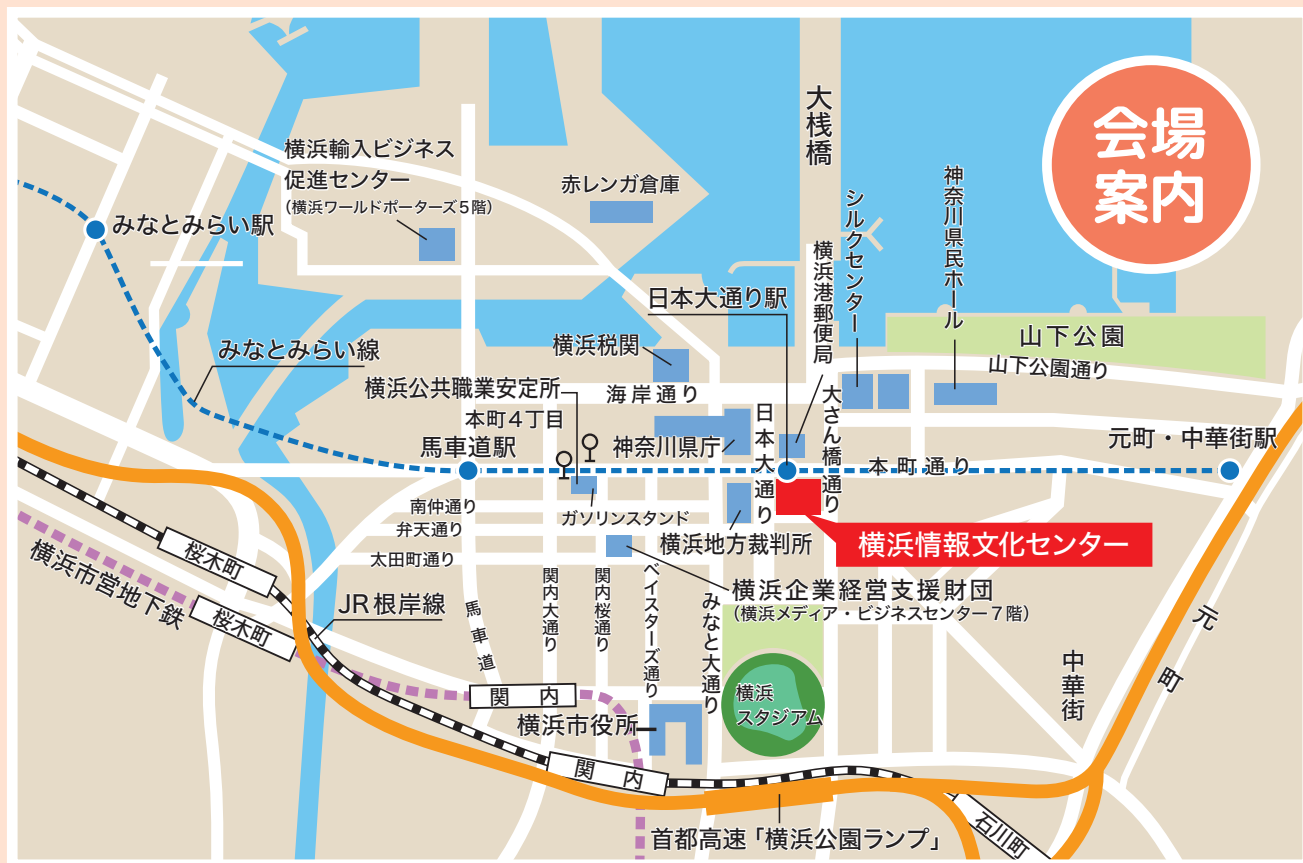 会場
案内
大桟橋
横浜輸入ビジネス
促進センター
（横浜ワールドポーターズ5階）
赤レンガ倉庫
シルクセンター
神奈川県民ホール
みなとみらい駅
横浜港郵便局
日本大通り駅
山下公園
山下公園通り
みなとみらい線
横浜税関
横浜公共職業安定所
海岸通り
本町4丁目
馬車道駅
神奈川県庁
日本大通り
大さん橋通り
本町通り
元町・中華街駅
南仲通り
弁天通り
太田町通り
ガソリンスタンド
横浜地方裁判所
横浜情報文化センター
桜木町
横浜市営地下鉄
桜木町
JR根岸線
馬車道
関内大通り
関内桜通り
ベイスターズ通り
みなと大通り
横浜企業経営支援財団
（横浜メディア・ビジネスセンター7階）
元町
中華街
関内
横浜市役所
横浜
スタジアム
関内
石川町
首都高速「横浜公園ランプ」